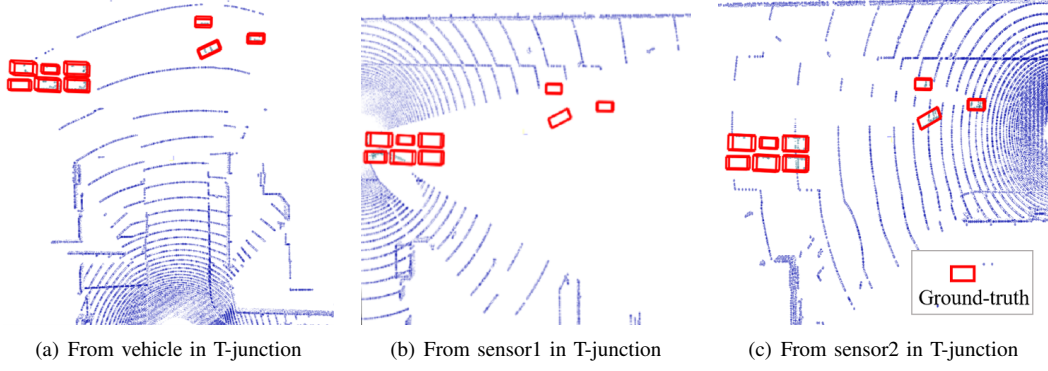 Ground-truth
(a) From vehicle in T-junction
(b) From sensor1 in T-junction
(c) From sensor2 in T-junction